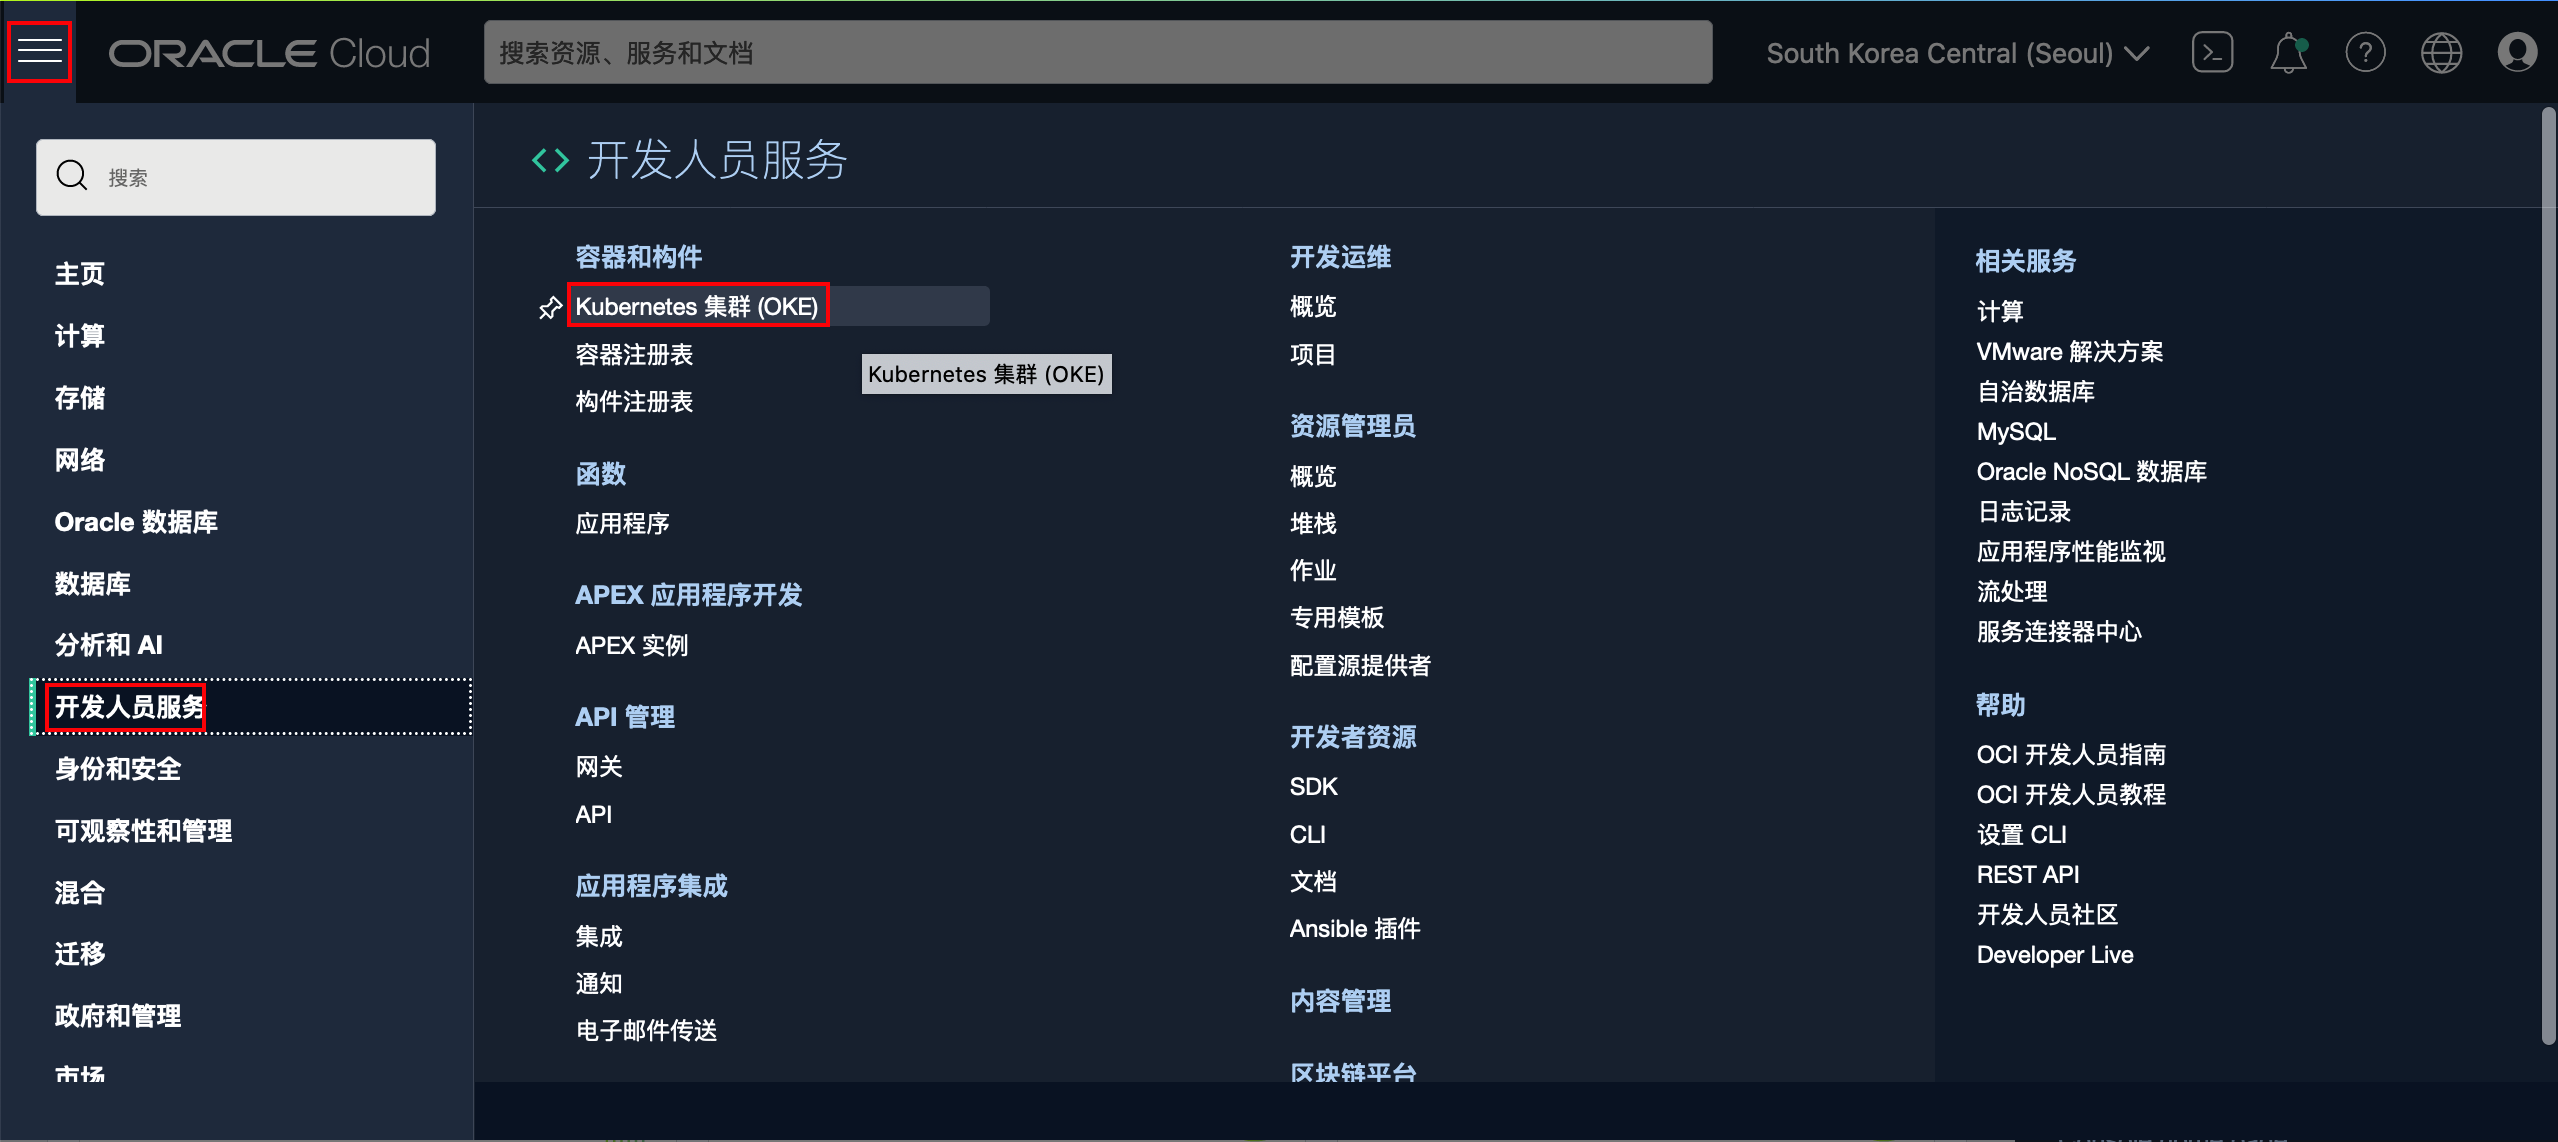 ORACLE Cloud
搜索资源、服务和文档
South Korea Central (Seoul)
搜索
主页
计算
存储
网络
Oracle 数据库
数据库
分析和 AI
开发人员服务
身份和安全
可观察性和管理
混合
迁移
政府和管理
市场
开发人员服务
容器和构件
Kubernetes 集群 (OKE)
容器注册表
Kubernetes 集群 (OKE)
构件注册表
函数
应用程序
APEX 应用程序开发
APEX 实例
API 管理
网关
API
应用程序集成
集成
通知
电子邮件传送
开发运维
概览
项目
资源管理员
概览
堆栈
作业
专用模板
配置源提供者
开发者资源
SDK
CLI
文档
Ansible 插件
内容管理
区块链平台
相关服务
计算
VMware 解决方案
自治数据库
MySQL
Oracle NoSQL 数据库
日志记录
应用程序性能监视
流处理
服务连接器中心
帮助
OCI 开发人员指南
OCI 开发人员教程
设置 CLI
REST API
开发人员社区
Developer Live